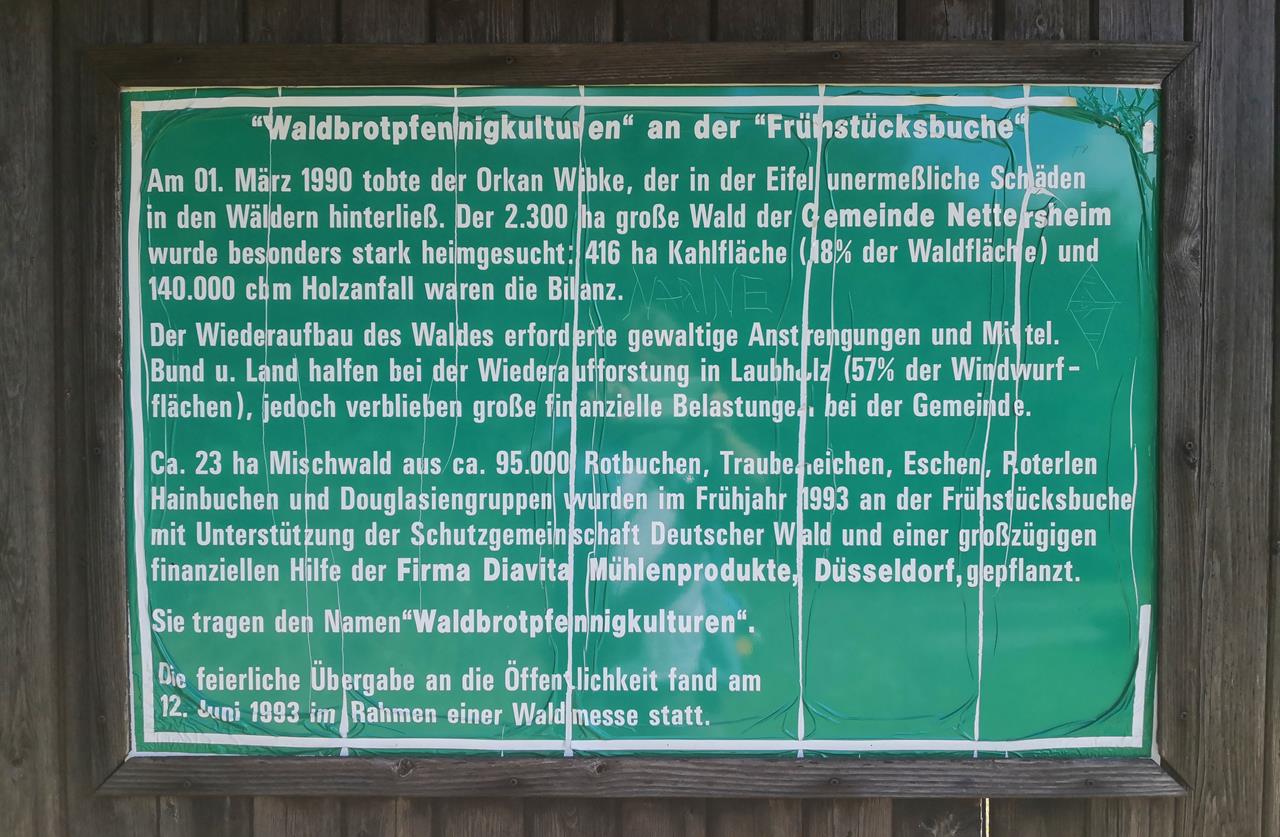 “Waldbrotpfennigkulturen“ an der “Frühstücksbuche“
Am 01. März 1990 tobte der Orkan Wibke, der in der Eifel unermeßliche Schäden
in den Wäldern hinterließ. Der 2.300 ha große Wald der Gemeinde Nettersheim
wurde besonders stark heimgesucht: 416 ha Kahlfläche (18% der Waldfläche) und
140.000 cbm Holzanfall waren die Bilanz.
Der Wiederaufbau des Waldes erforderte gewaltige Anstrengungen und Mittel.
Bund u. Land halfen bei der Wiederaufforstung in Laubholz (57% der Windwurf-
flächen), jedoch verblieben große finanzielle Belastungen bei der Gemeinde.
Ca. 23 ha Mischwald aus ca. 95.000 Rotbuchen, Traubeneichen, Eschen, Roterlen
Hainbuchen und Douglasiengruppen wurden im Frühjahr 1993 an der Frühstücksbuche
mit Unterstützung der Schutzgemeinschaft Deutscher Wald und einer großzügigen
finanziellen Hilfe der Firma Diavita Mühlenprodukte, Düsseldorf, gepflanzt.
Sie tragen den Namen “Waldbrotpfennigkulturen“.
Die feierliche Übergabe an die Öffentlichkeit fand am
12. Juni 1993 im Rahmen einer Waldmesse statt.